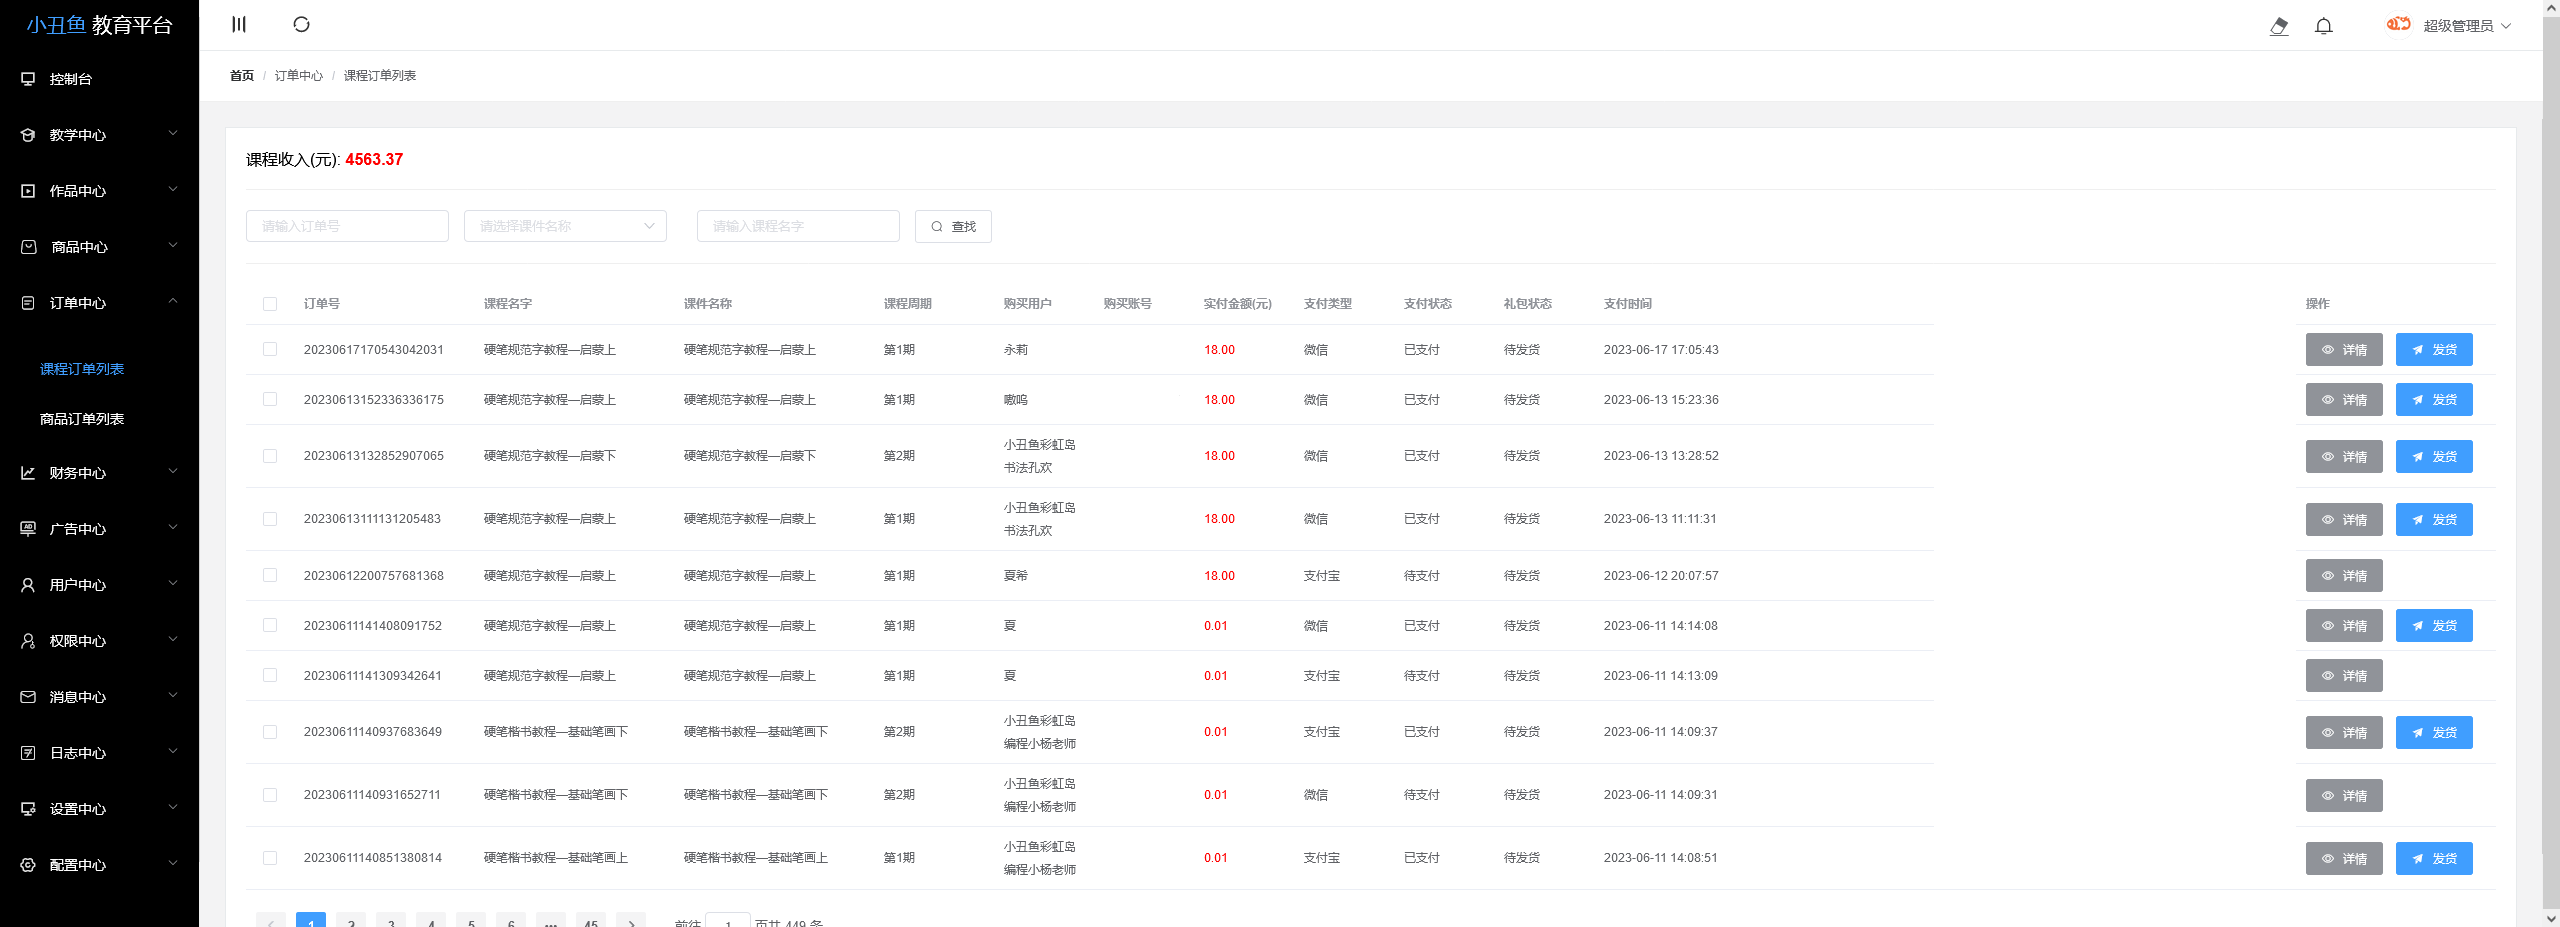 小丑鱼 教育平台
控制台
教学中心
作品中心
商品中心
订单中心
课程订单列表
商品订单列表
财务中心
广告中心
用户中心
权限中心
消息中心
日志中心
设置中心
配置中心
超级管理员
首页 / 订单中心 / 课程订单列表
课程收入(元): 4563.37
请输入订单号 请选择课件名称 请输入课程名字 查找
订单号 课程名字 课件名称 课程周期 购买用户 购买账号 实付金额(元) 支付类型 支付状态 礼包状态 支付时间 操作
20230617170543042031 硬笔规范字教程—启蒙上 硬笔规范字教程—启蒙上 第1期 永莉 18.00 微信 已支付 待发货 2023-06-17 17:05:43 详情 发货
20230613152336336175 硬笔规范字教程—启蒙上 硬笔规范字教程—启蒙上 第1期 嗷呜 18.00 微信 已支付 待发货 2023-06-13 15:23:36 详情 发货
20230613132852907065 硬笔规范字教程—启蒙下 硬笔规范字教程—启蒙下 第2期 小丑鱼彩虹岛书法孔欢 18.00 微信 已支付 待发货 2023-06-13 13:28:52 详情 发货
20230613111131205483 硬笔规范字教程—启蒙上 硬笔规范字教程—启蒙上 第1期 小丑鱼彩虹岛书法孔欢 18.00 微信 已支付 待发货 2023-06-13 11:11:31 详情 发货
20230612200757681368 硬笔规范字教程—启蒙上 硬笔规范字教程—启蒙上 第1期 夏希 18.00 支付宝 待支付 待发货 2023-06-12 20:07:57 详情
20230611141408091752 硬笔规范字教程—启蒙上 硬笔规范字教程—启蒙上 第1期 夏 0.01 微信 已支付 待发货 2023-06-11 14:14:08 详情 发货
20230611141309342641 硬笔规范字教程—启蒙上 硬笔规范字教程—启蒙上 第1期 夏 0.01 支付宝 待支付 待发货 2023-06-11 14:13:09 详情
20230611140937683649 硬笔楷书教程—基础笔画下 硬笔楷书教程—基础笔画下 第2期 小丑鱼彩虹岛编程小杨老师 0.01 支付宝 已支付 待发货 2023-06-11 14:09:37 详情 发货
20230611140931652711 硬笔楷书教程—基础笔画下 硬笔楷书教程—基础笔画下 第2期 小丑鱼彩虹岛编程小杨老师 0.01 微信 待支付 待发货 2023-06-11 14:09:31 详情
20230611140851380814 硬笔楷书教程—基础笔画上 硬笔楷书教程—基础笔画上 第1期 小丑鱼彩虹岛编程小杨老师 0.01 支付宝 已支付 待发货 2023-06-11 14:08:51 详情 发货
1 2 3 4 5 6 ••• 45 前往 1 页共 449 条